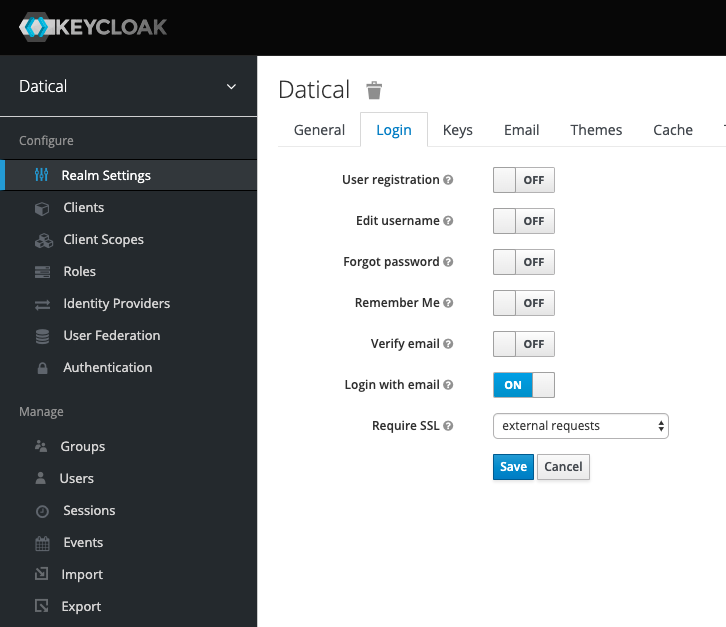 KEYCLOAK
Datical
Configure
Realm Settings
Clients
Client Scopes
Roles
Identity Providers
User Federation
Authentication
Manage
Groups
Users
Sessions
Events
Import
Export
Datical
General Login Keys Email Themes Cache
User registration OFF
Edit username OFF
Forgot password OFF
Remember Me OFF
Verify email OFF
Login with email ON
Require SSL external requests
Save Cancel